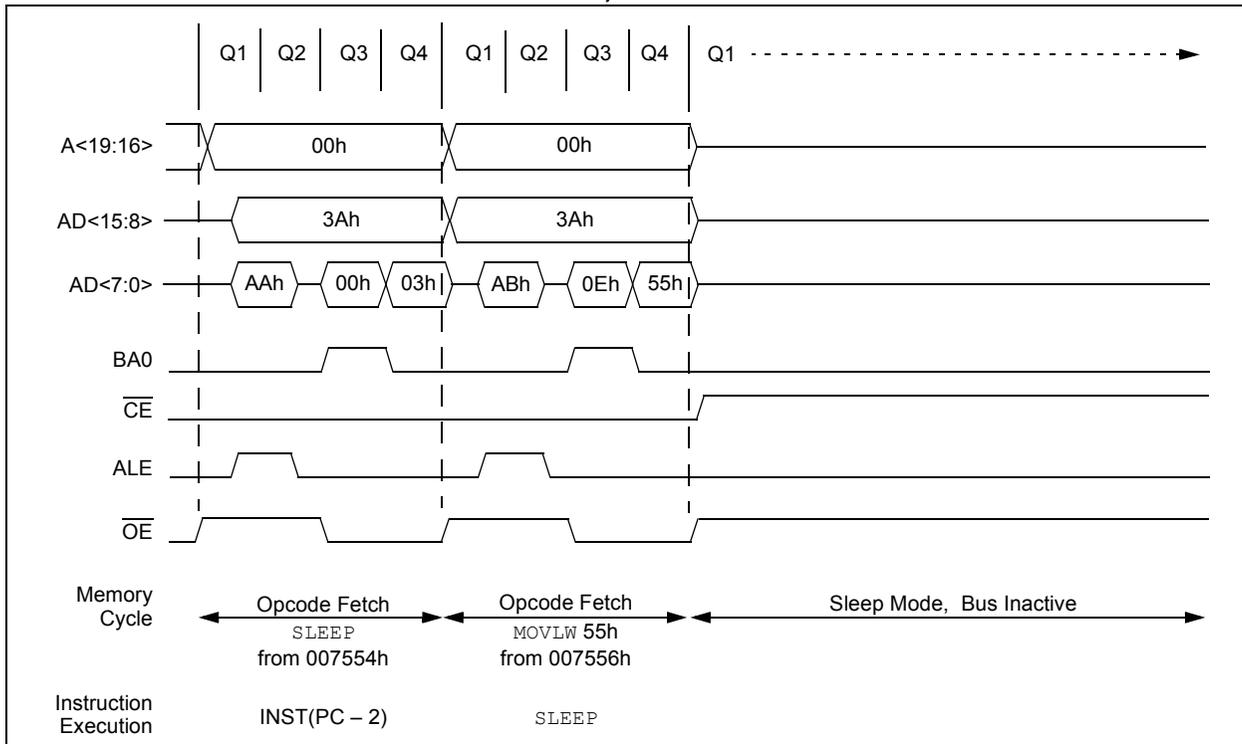 Q1 Q2 Q3 Q4 Q1 Q2 Q3 Q4 Q1
A<19:16> 00h 00h
AD<15:8> 3Ah 3Ah
AD<7:0> AAh 00h 03h ABh 0Eh 55h
BA0
CE
ALE
OE
Memory
Cycle
Opcode Fetch
SLEEP
from 007554h
Opcode Fetch
MOVLW 55h
from 007556h
Sleep Mode, Bus Inactive
Instruction
Execution
INST(PC – 2)
SLEEP